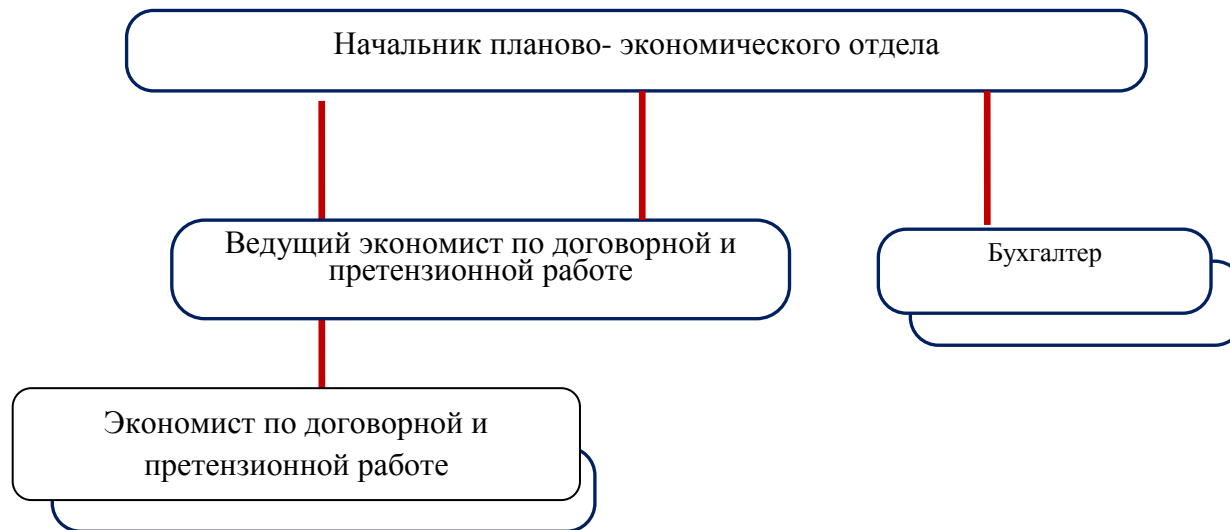 Начальник планово- экономического отдела
Ведущий экономист по договорной и
претензионной работе
Бухгалтер
Экономист по договорной и
претензионной работе